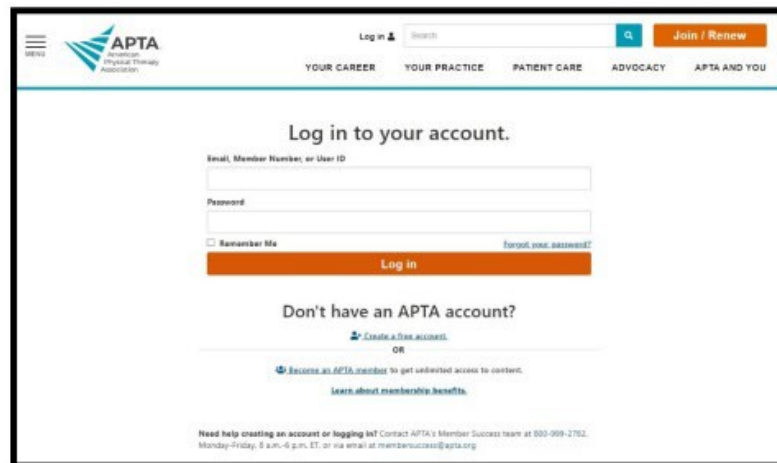 MENU
APTA
American
Physical Therapy
Association
Log in
Search
Join / Renew
YOUR CAREER YOUR PRACTICE PATIENT CARE ADVOCACY APTA AND YOU
Log in to your account.
Email, Member Number, or User ID
Password
Remember Me Forgot your password?
Log in
Don't have an APTA account?
Create a free account.
OR
Become an APTA member to get unlimited access to content.
Learn about membership benefits.
Need help creating an account or logging in? Contact APTA's Member Success team at 800-999-2782,
Monday-Friday, 8 a.m.-6 p.m. ET, or via email at membersuccess@apta.org